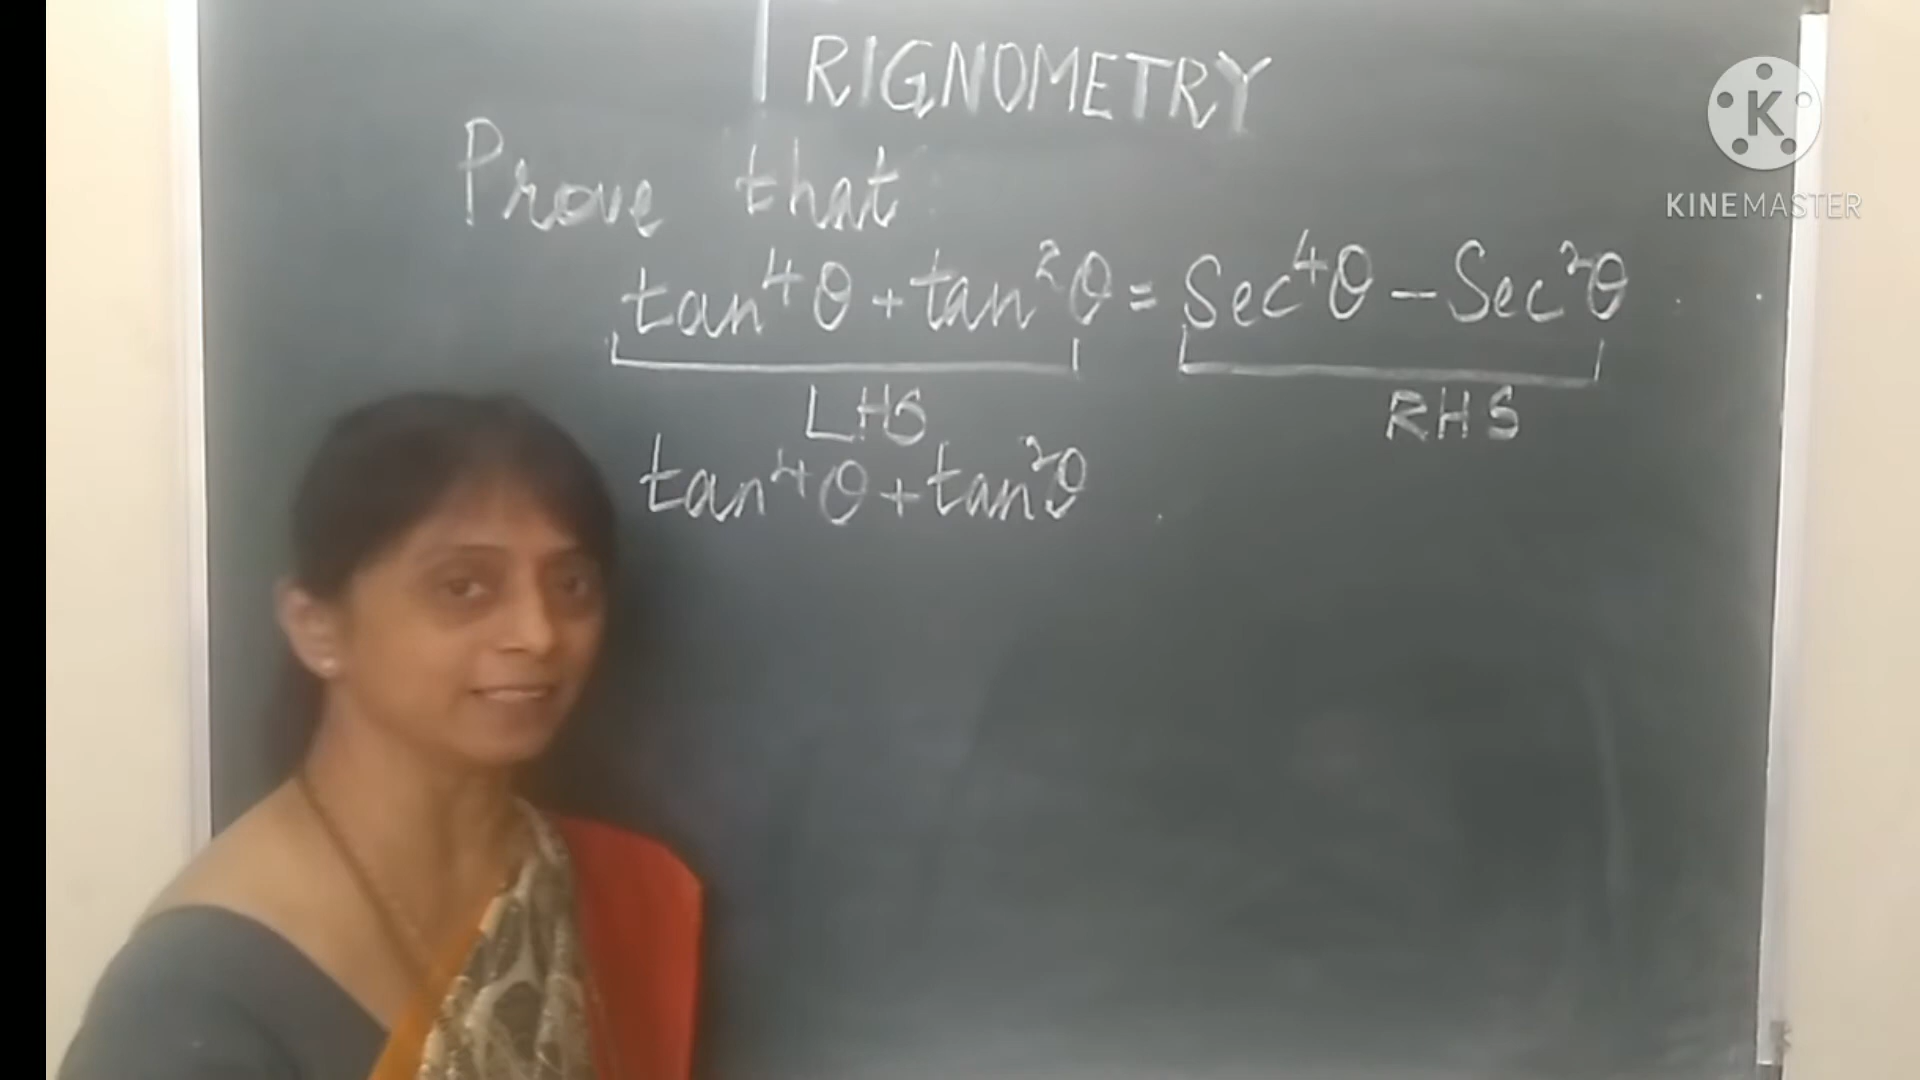 TRIGNOMETRY
Prove that
tan⁴θ + tan²θ = Sec⁴θ - Sec²θ
LHS RHS
tan⁴θ + tan²θ
K
KINEMASTER